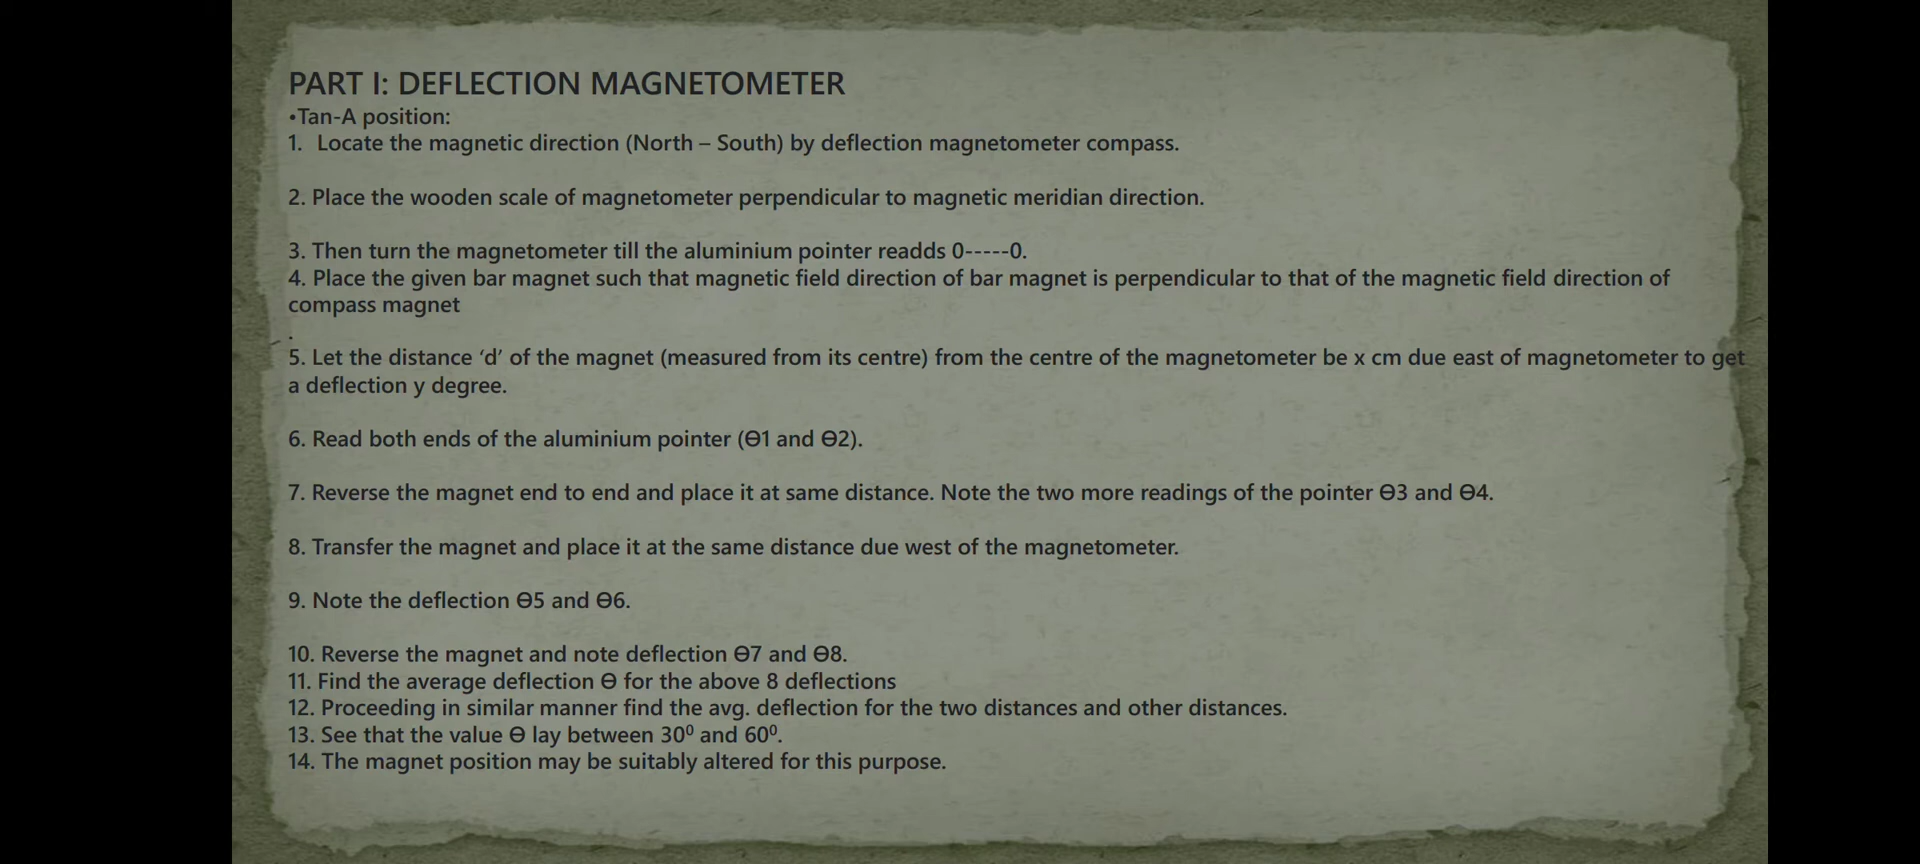 PART I: DEFLECTION MAGNETOMETER
•Tan-A position:
1. Locate the magnetic direction (North – South) by deflection magnetometer compass.
2. Place the wooden scale of magnetometer perpendicular to magnetic meridian direction.
3. Then turn the magnetometer till the aluminium pointer readds 0-----0.
4. Place the given bar magnet such that magnetic field direction of bar magnet is perpendicular to that of the magnetic field direction of
compass magnet
.
5. Let the distance ‘d’ of the magnet (measured from its centre) from the centre of the magnetometer be x cm due east of magnetometer to get
a deflection y degree.
6. Read both ends of the aluminium pointer (ϴ1 and ϴ2).
7. Reverse the magnet end to end and place it at same distance. Note the two more readings of the pointer ϴ3 and ϴ4.
8. Transfer the magnet and place it at the same distance due west of the magnetometer.
9. Note the deflection ϴ5 and ϴ6.
10. Reverse the magnet and note deflection ϴ7 and ϴ8.
11. Find the average deflection ϴ for the above 8 deflections
12. Proceeding in similar manner find the avg. deflection for the two distances and other distances.
13. See that the value ϴ lay between 30⁰ and 60⁰.
14. The magnet position may be suitably altered for this purpose.